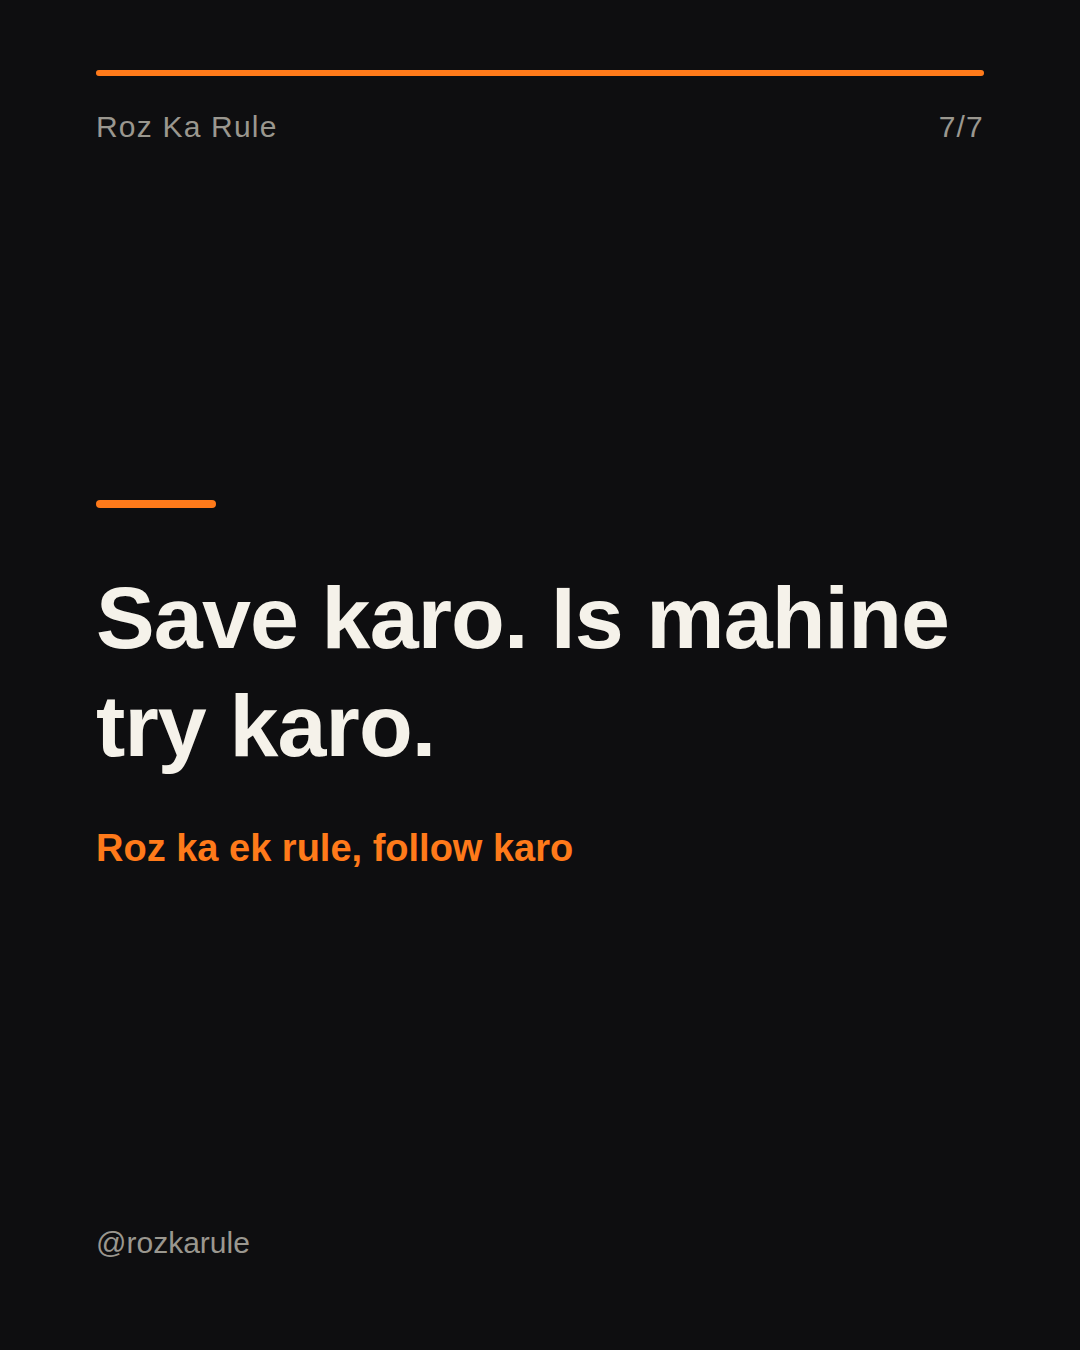 Roz Ka Rule
7/7
Save karo. Is mahine
try karo.
Roz ka ek rule, follow karo
@rozkarule